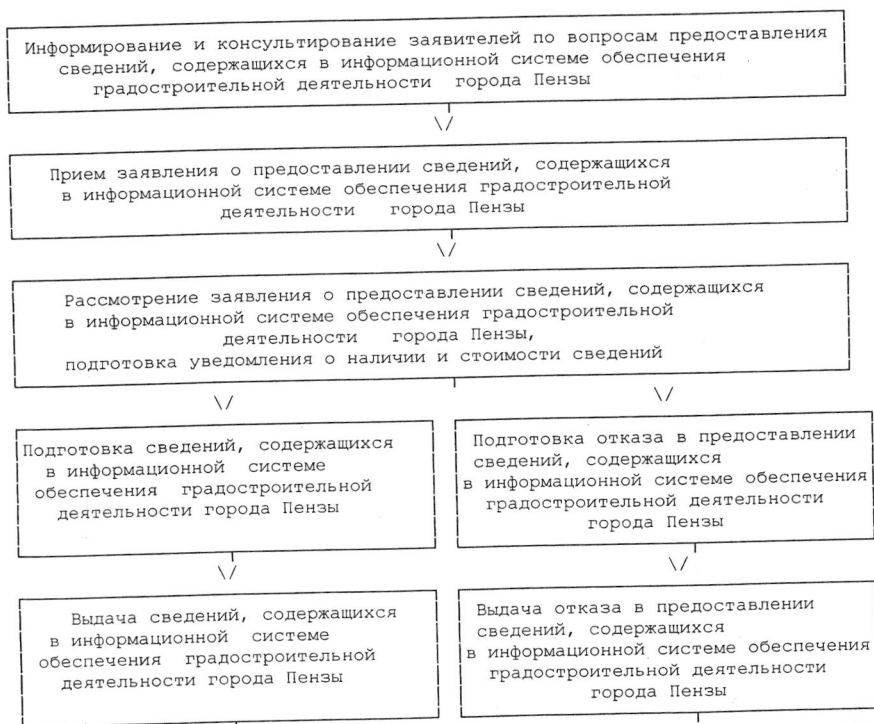 Информирование и консультирование заявителей по вопросам предоставления
сведений, содержащихся в информационной системе обеспечения
градостроительной деятельности города Пензы
\/
Прием заявления о предоставлении сведений, содержащихся
в информационной системе обеспечения градостроительной
деятельности города Пензы
\/
Рассмотрение заявления о предоставлении сведений, содержащихся
в информационной системе обеспечения градостроительной
деятельности города Пензы,
подготовка уведомления о наличии и стоимости сведений
\/ \/
Подготовка сведений, содержащихся
в информационной системе
обеспечения градостроительной
деятельности города Пензы
Подготовка отказа в предоставлении
сведений, содержащихся
в информационной системе обеспечения
градостроительной деятельности
города Пензы
\/ \/
Выдача сведений, содержащихся
в информационной системе
обеспечения градостроительной
деятельности города Пензы
Выдача отказа в предоставлении
сведений, содержащихся
в информационной системе обеспечения
градостроительной деятельности
города Пензы